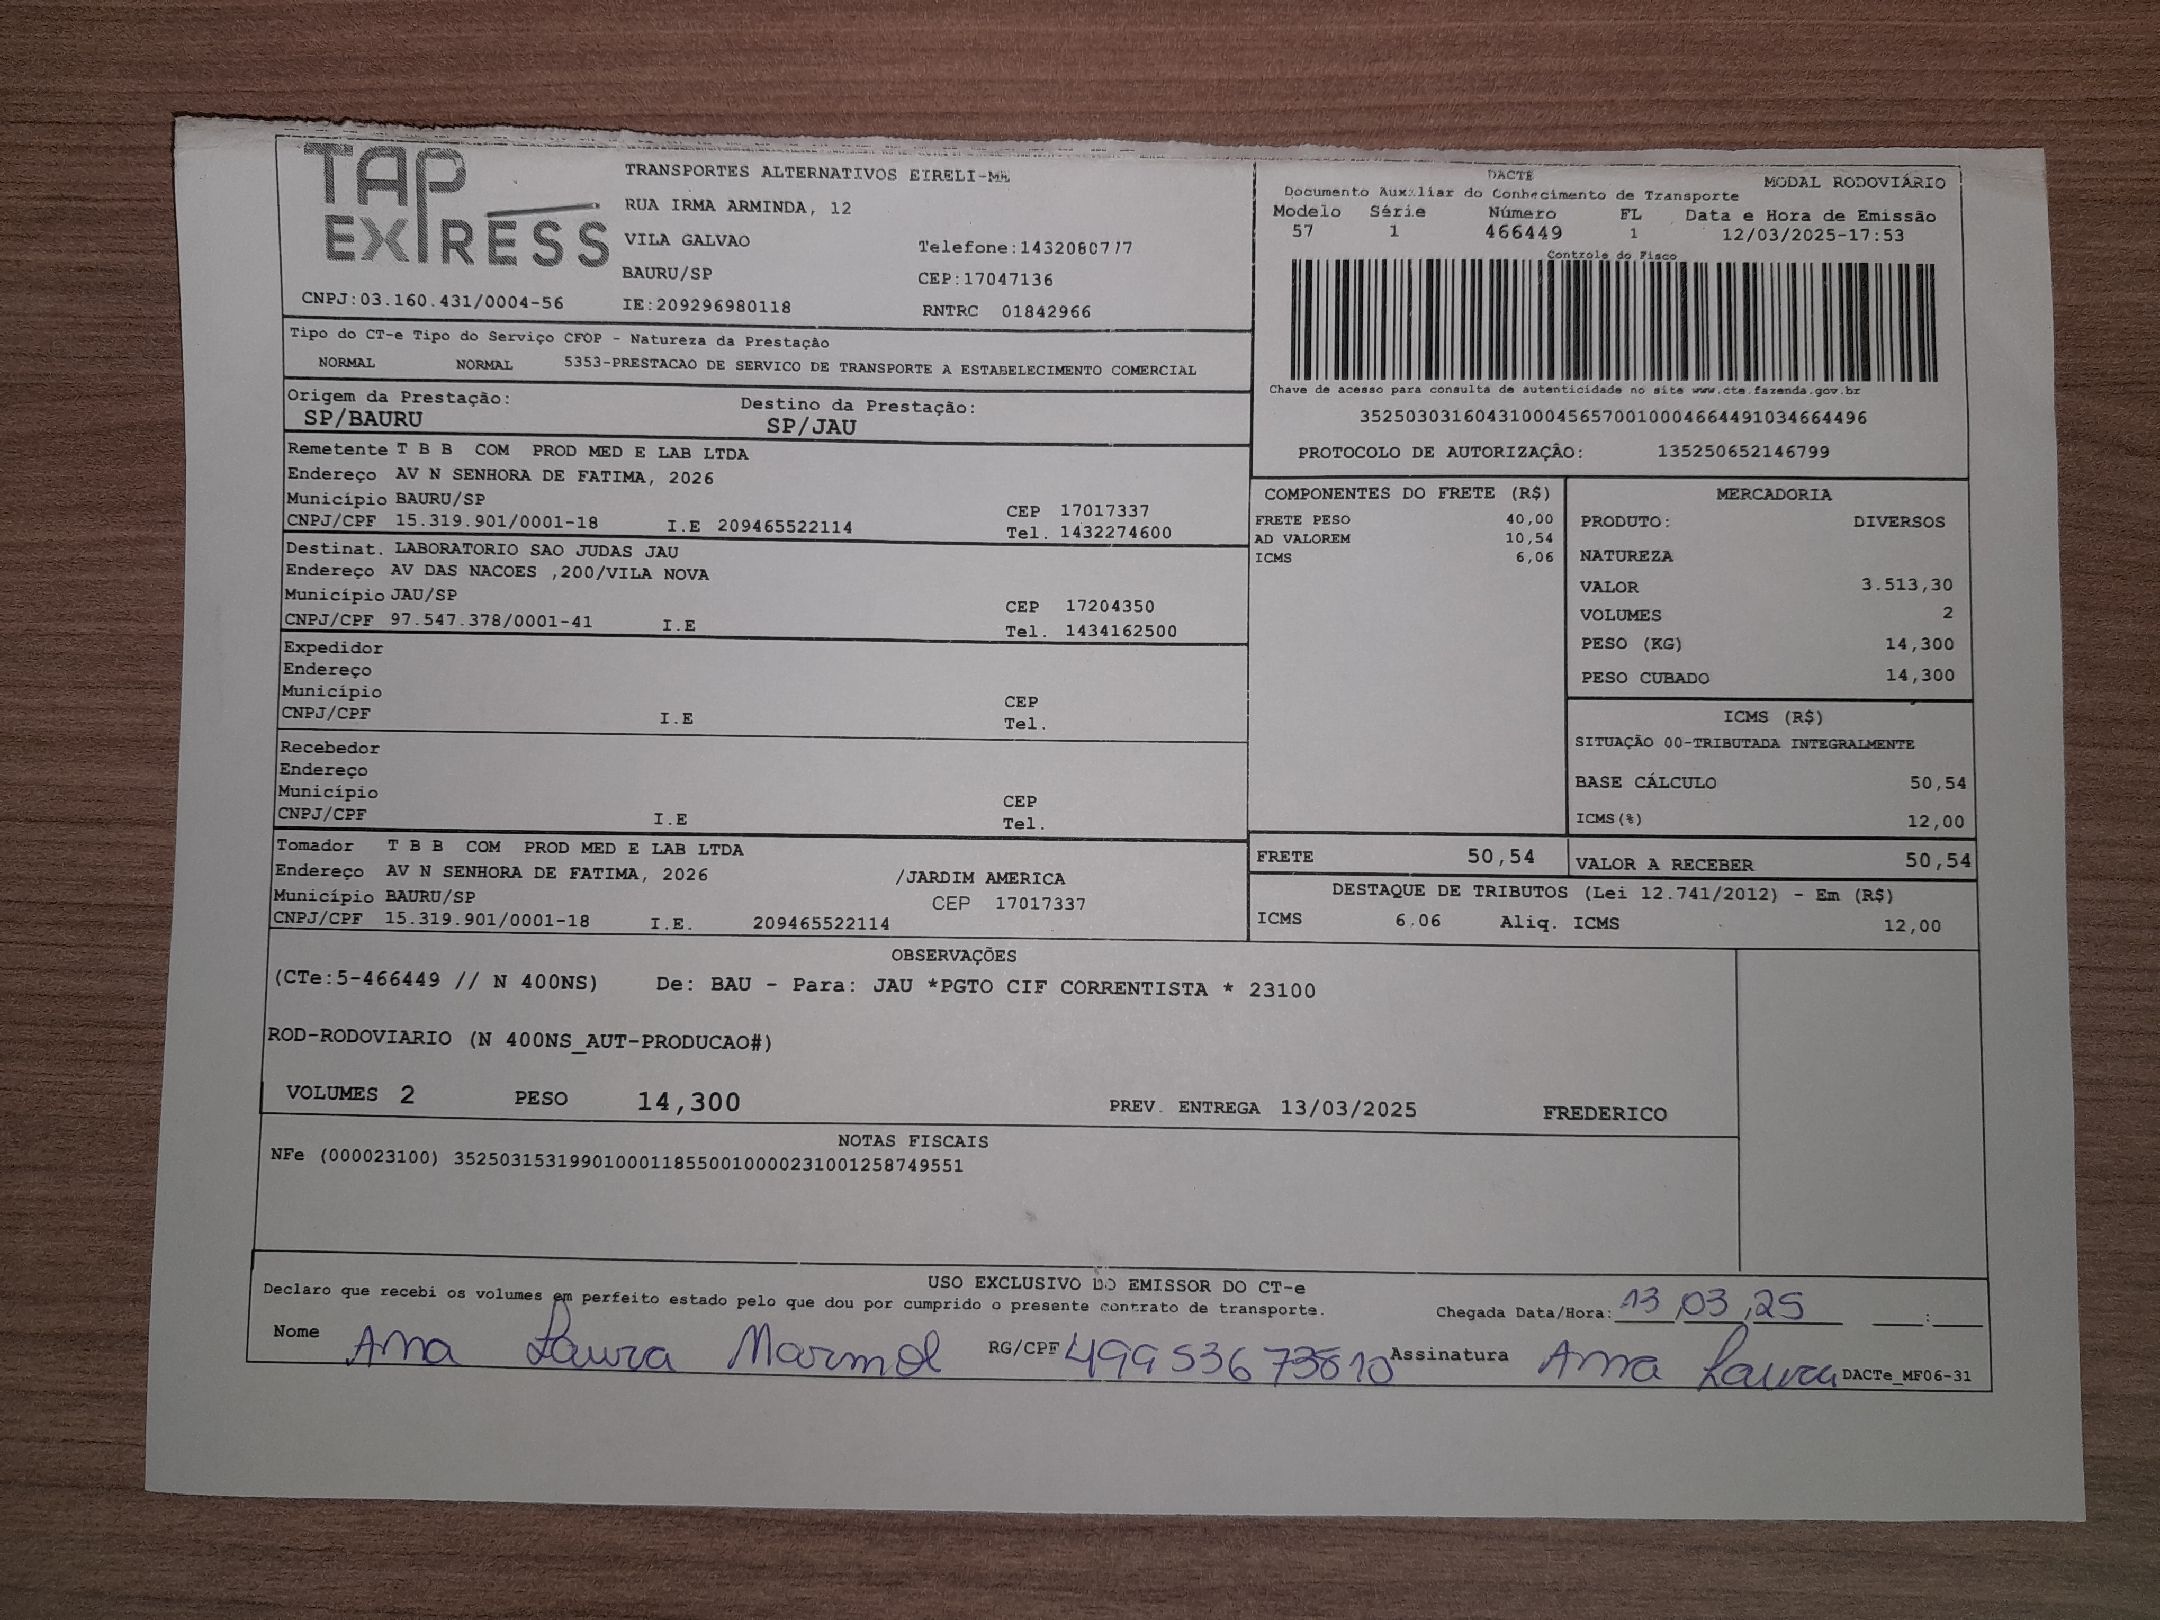 TAP
EXPRESS
TRANSPORTES ALTERNATIVOS EIRELI-ME
RUA IRMA ARMINDA, 12
VILA GALVAO Telefone:1432080777
BAURU/SP CEP:17047136
CNPJ:03.160.431/0004-56 IE:209296980118 RNTRC 01842966
DACTE MODAL RODOVIÁRIO
Documento Auxiliar do Conhecimento de Transporte
Modelo Série Número FL Data e Hora de Emissão
57 1 466449 1 12/03/2025-17:53
Controle do Fisco
Chave de acesso para consulta de autenticidade no site www.cte.fazenda.gov.br
35250303160431000456570010004664491034664496
PROTOCOLO DE AUTORIZAÇÃO: 135250652146799
Tipo do CT-e Tipo do Serviço CFOP - Natureza da Prestação
NORMAL NORMAL 5353-PRESTACAO DE SERVICO DE TRANSPORTE A ESTABELECIMENTO COMERCIAL
Origem da Prestação: Destino da Prestação:
SP/BAURU SP/JAU
Remetente T B B COM PROD MED E LAB LTDA
Endereço AV N SENHORA DE FATIMA, 2026
Município BAURU/SP CEP 17017337
CNPJ/CPF 15.319.901/0001-18 I.E 209465522114 Tel. 1432274600
Destinat. LABORATORIO SAO JUDAS JAU
Endereço AV DAS NACOES ,200/VILA NOVA
Município JAU/SP CEP 17204350
CNPJ/CPF 97.547.378/0001-41 I.E Tel. 1434162500
Expedidor
Endereço
Município CEP
CNPJ/CPF I.E Tel.
Recebedor
Endereço
Município CEP
CNPJ/CPF I.E Tel.
Tomador T B B COM PROD MED E LAB LTDA
Endereço AV N SENHORA DE FATIMA, 2026 /JARDIM AMERICA
Município BAURU/SP CEP 17017337
CNPJ/CPF 15.319.901/0001-18 I.E. 209465522114
COMPONENTES DO FRETE (R$)
FRETE PESO 40,00
AD VALOREM 10,54
ICMS 6,06
MERCADORIA
PRODUTO: DIVERSOS
NATUREZA
VALOR 3.513,30
VOLUMES 2
PESO (KG) 14,300
PESO CUBADO 14,300
ICMS (R$)
SITUAÇÃO 00-TRIBUTADA INTEGRALMENTE
BASE CÁLCULO 50,54
ICMS(%) 12,00
FRETE 50,54 VALOR A RECEBER 50,54
DESTAQUE DE TRIBUTOS (Lei 12.741/2012) - Em (R$)
ICMS 6.06 Aliq. ICMS 12,00
OBSERVAÇÕES
(CTe:5-466449 // N 400NS) De: BAU - Para: JAU *PGTO CIF CORRENTISTA * 23100
ROD-RODOVIARIO (N 400NS_AUT-PRODUCAO#)
VOLUMES 2 PESO 14,300 PREV. ENTREGA 13/03/2025 FREDERICO
NOTAS FISCAIS
NFe (000023100) 35250315319901000118550010000231001258749551
USO EXCLUSIVO DO EMISSOR DO CT-e
Declaro que recebi os volumes em perfeito estado pelo que dou por cumprido o presente contrato de transporte. Chegada Data/Hora: 13/03/25 :
Nome Ana Laura Marmol RG/CPF 49953673810 Assinatura Ana Laura DACTe_MF06-31